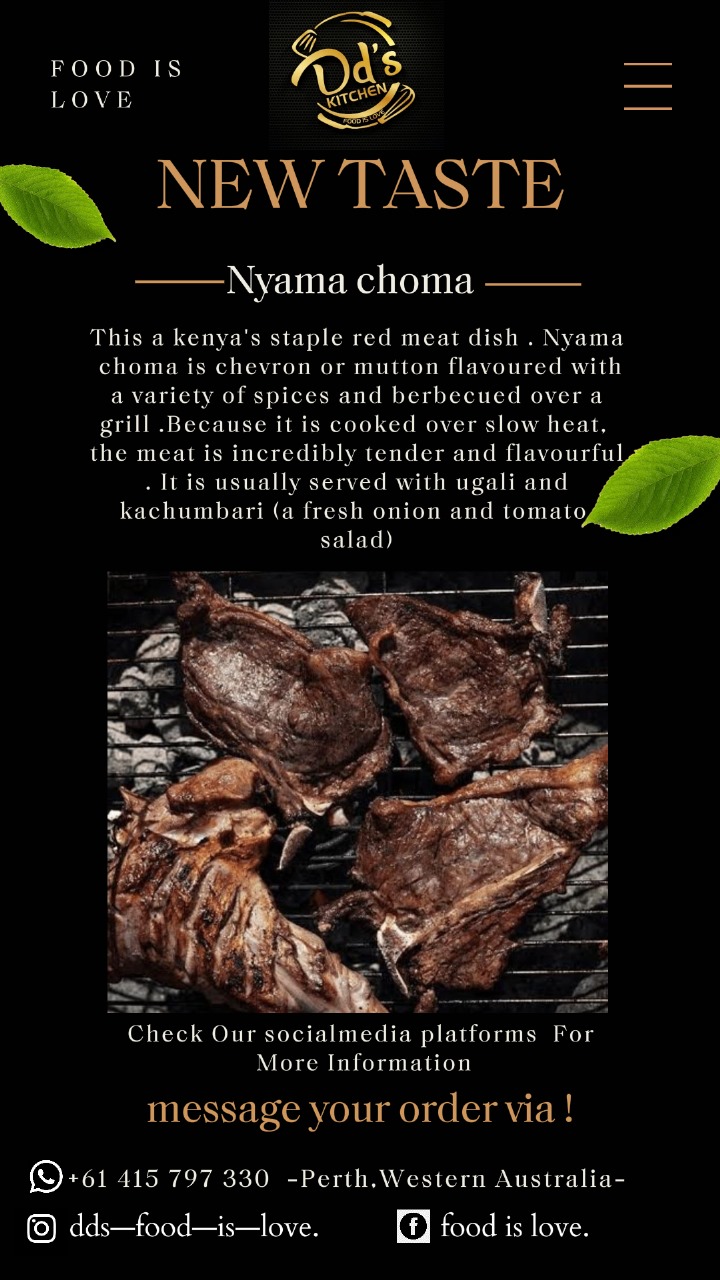 FOOD IS
LOVE
Dd's
KITCHEN
FOOD IS LOVE
NEW TASTE
Nyama choma
This a kenya's staple red meat dish . Nyama
choma is chevron or mutton flavoured with
a variety of spices and berbecued over a
grill .Because it is cooked over slow heat,
the meat is incredibly tender and flavourful
. It is usually served with ugali and
kachumbari (a fresh onion and tomato
salad)
Check Our socialmedia platforms For
More Information
message your order via !
+61 415 797 330 -Perth,Western Australia-
dds—food—is—love.
food is love.